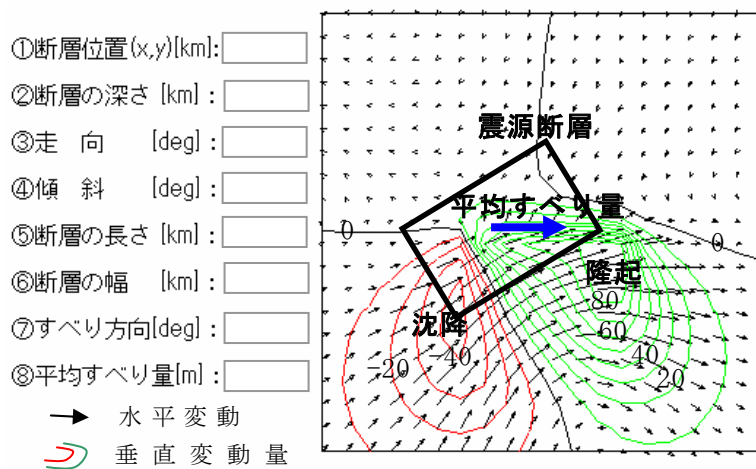 ①断層位置(x,y)[km]:
②断層の深さ [km] :
③走 向 [deg] :
④傾 斜 [deg] :
⑤断層の長さ [km] :
⑥断層の幅 [km] :
⑦すべり方向[deg] :
⑧平均すべり量[m] :
水 平 変 動
垂 直 変 動 量
震源断層
平均すべり量
0
0
隆起
80
沈降
60
-40
40
-20
20